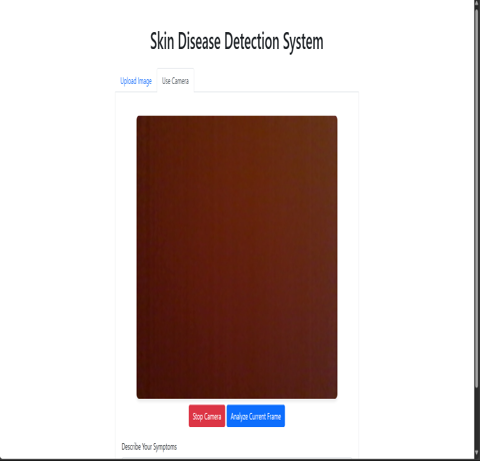 Skin Disease Detection System
Upload Image
Use Camera
Stop Camera
Analyze Current Frame
Describe Your Symptoms